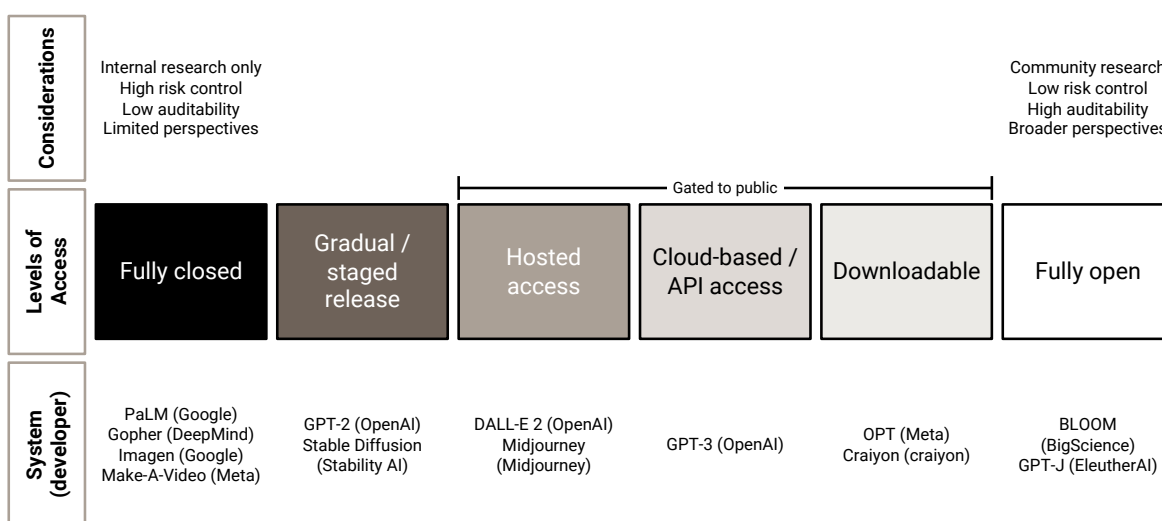 Considerations
Internal research only
High risk control
Low auditability
Limited perspectives
Community research
Low risk control
High auditability
Broader perspectives
Gated to public
Levels of
Access
Fully closed
Gradual /
staged
release
Hosted
access
Cloud-based /
API access
Downloadable
Fully open
System
(developer)
PaLM (Google)
Gopher (DeepMind)
Imagen (Google)
Make-A-Video (Meta)
GPT-2 (OpenAI)
Stable Diffusion
(Stability AI)
DALL-E 2 (OpenAI)
Midjourney
(Midjourney)
GPT-3 (OpenAI)
OPT (Meta)
Craiyon (craiyon)
BLOOM
(BigScience)
GPT-J (EleutherAI)